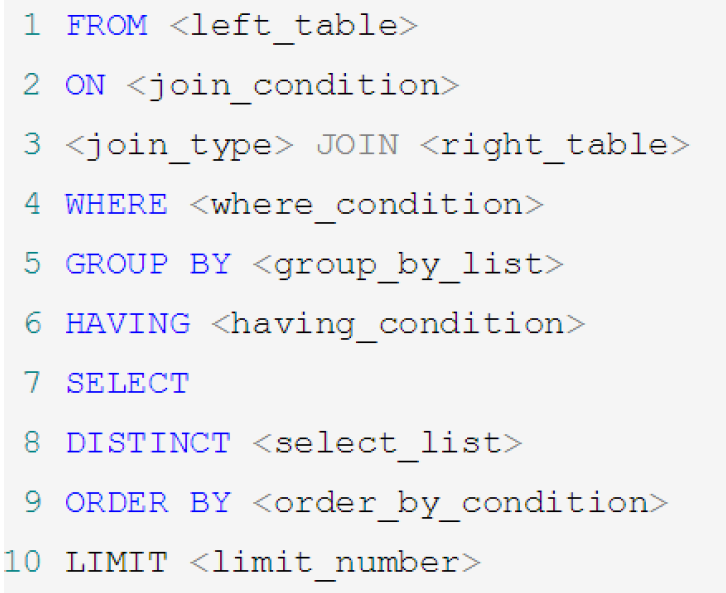 1 FROM <left_table>
2 ON <join_condition>
3 <join_type> JOIN <right_table>
4 WHERE <where_condition>
5 GROUP BY <group_by_list>
6 HAVING <having_condition>
7 SELECT
8 DISTINCT <select_list>
9 ORDER BY <order_by_condition>
10 LIMIT <limit_number>